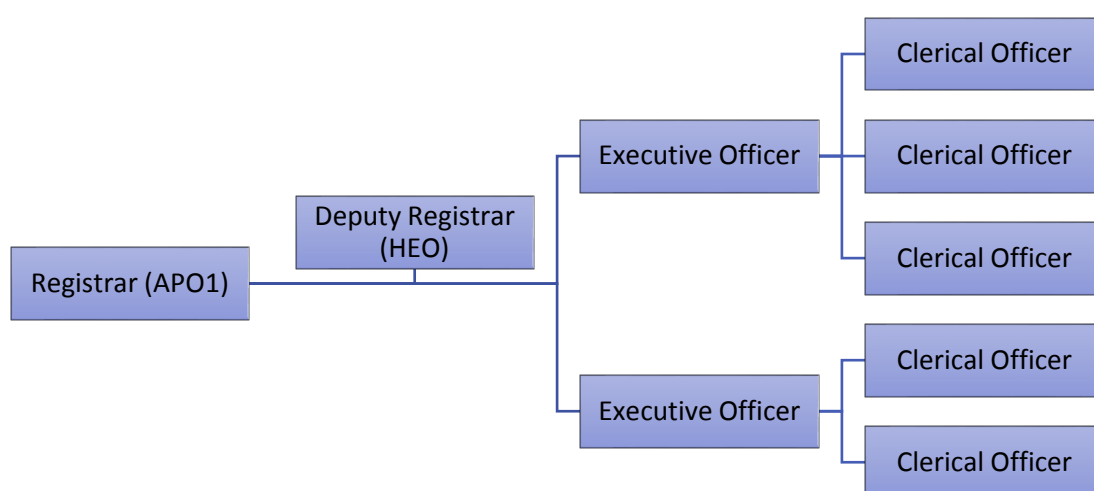 Registrar (APO1)
Deputy Registrar
(HEO)
Executive Officer
Clerical Officer
Clerical Officer
Clerical Officer
Executive Officer
Clerical Officer
Clerical Officer